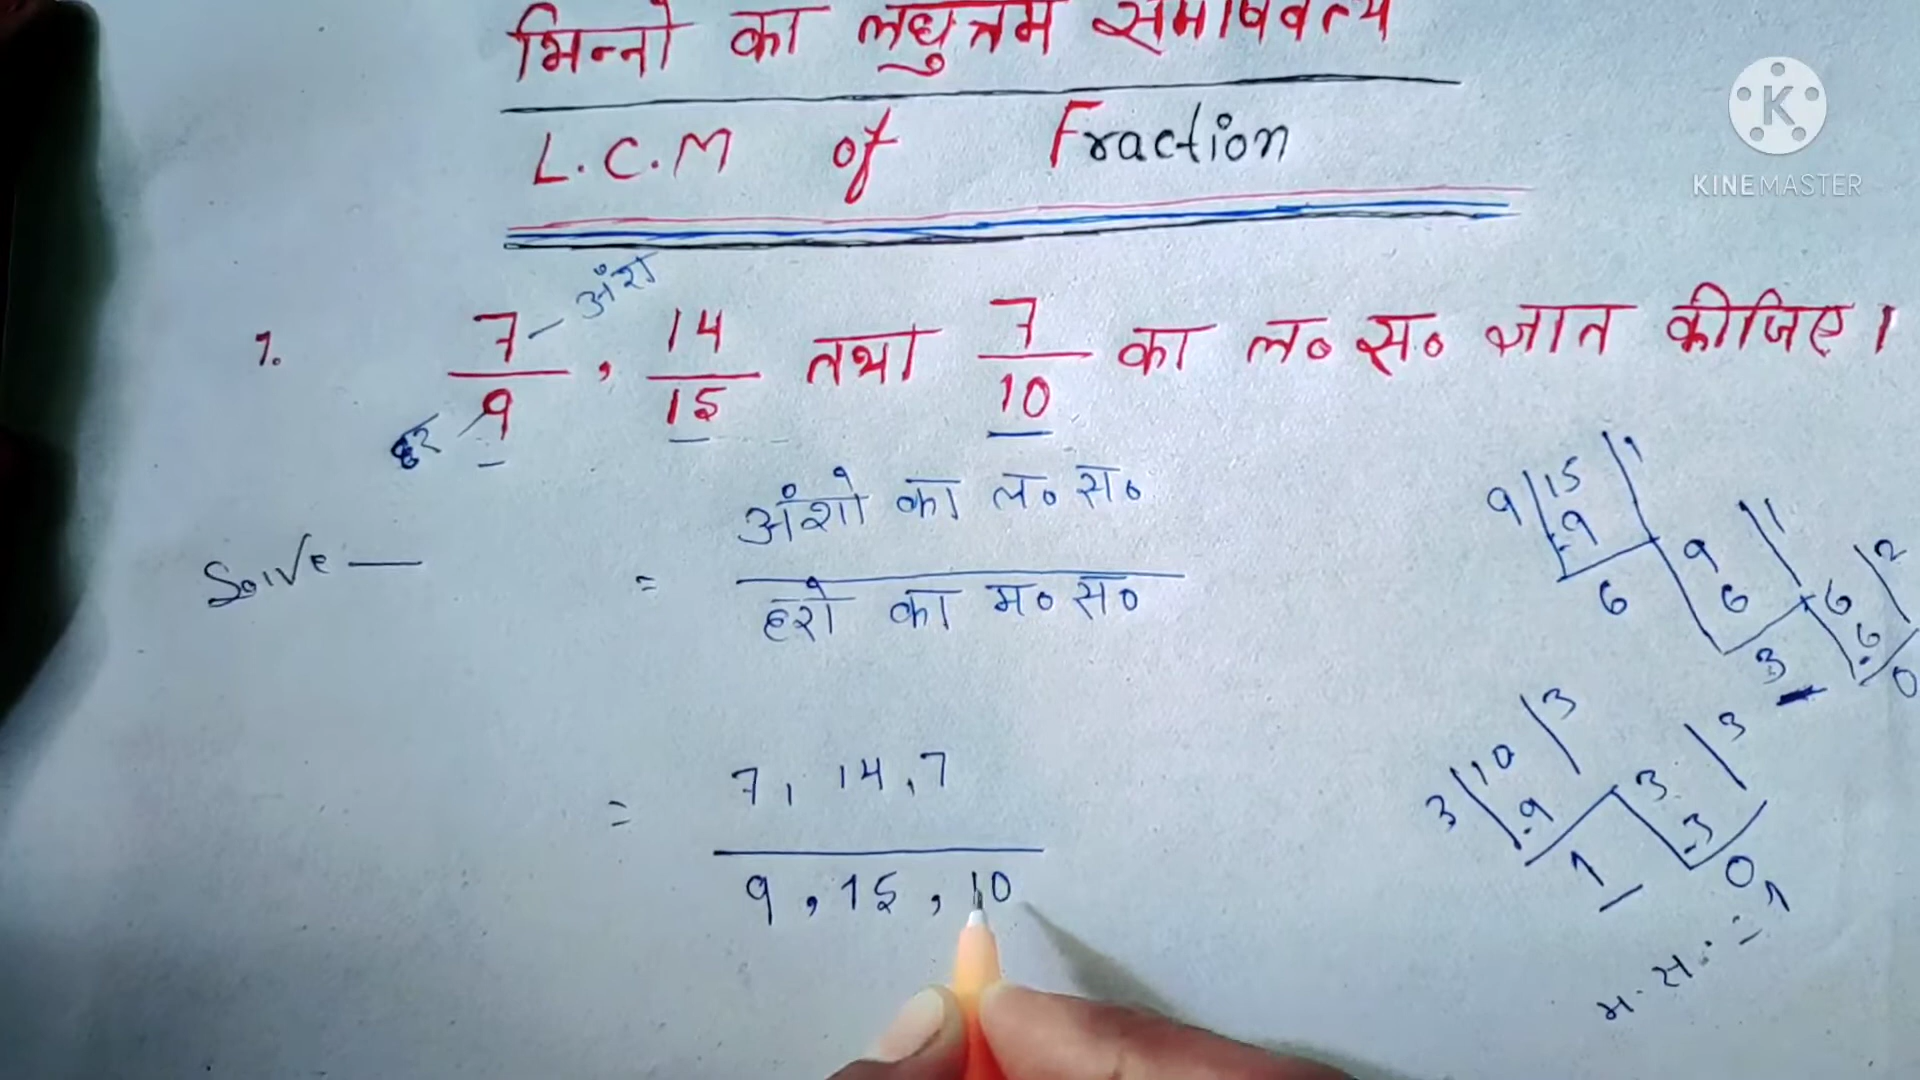 भिन्नो का लघुत्तम समापवर्त्य
L.C.M of Fraction
KINEMASTER
अंश
1. 7/9 , 14/15 तथा 7/10 का ल० स० ज्ञात कीजिए।
हर
Solve — = अंशो का ल० स०
हरो का म० स०
= 7, 14, 7
9, 15, 10
9 15 1
9 9 1
6 6 6 2
3 6 0
3 10 3
9 3 3
1 3 0
म. स. = 1